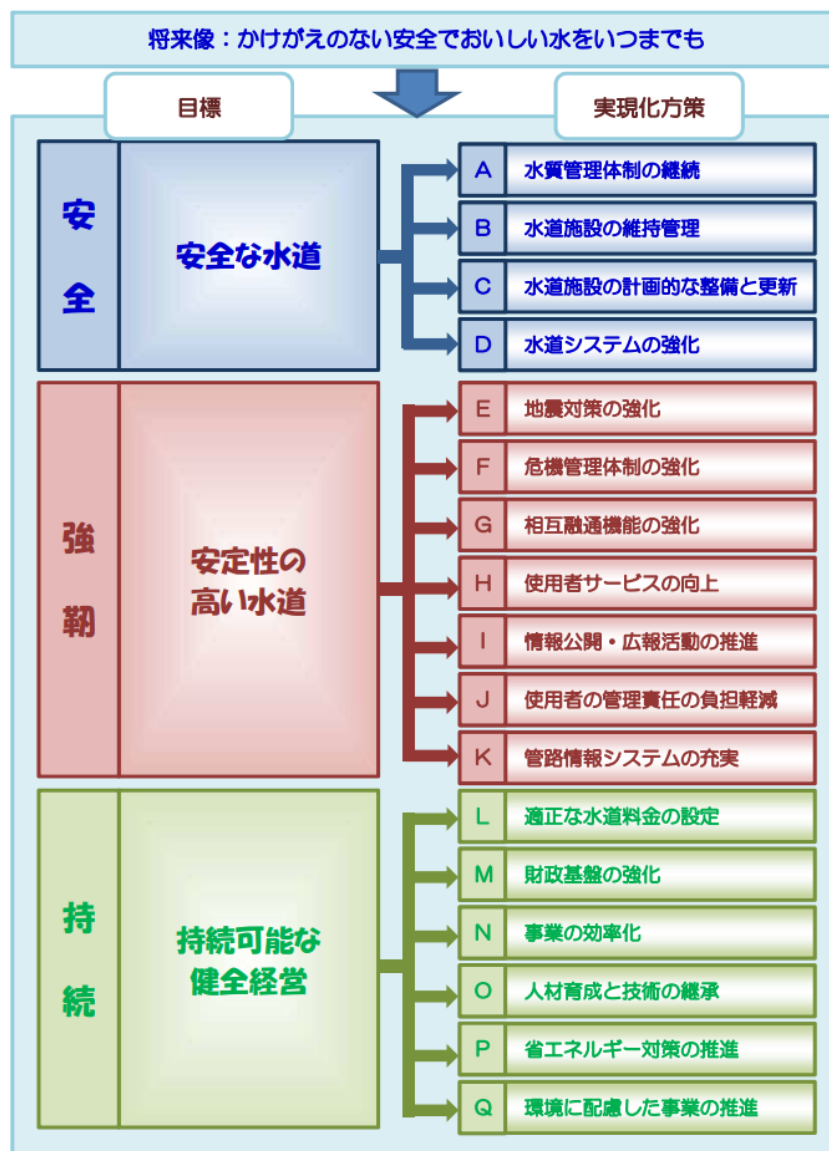 将来像：かけがえのない安全でおいしい水をいつまでも
目標
実現化方策
安全
安全な水道
A 水質管理体制の継続
B 水道施設の維持管理
C 水道施設の計画的な整備と更新
D 水道システムの強化
強靭
安定性の
高い水道
E 地震対策の強化
F 危機管理体制の強化
G 相互融通機能の強化
H 使用者サービスの向上
I 情報公開・広報活動の推進
J 使用者の管理責任の負担軽減
K 管路情報システムの充実
持続
持続可能な
健全経営
L 適正な水道料金の設定
M 財政基盤の強化
N 事業の効率化
O 人材育成と技術の継承
P 省エネルギー対策の推進
Q 環境に配慮した事業の推進